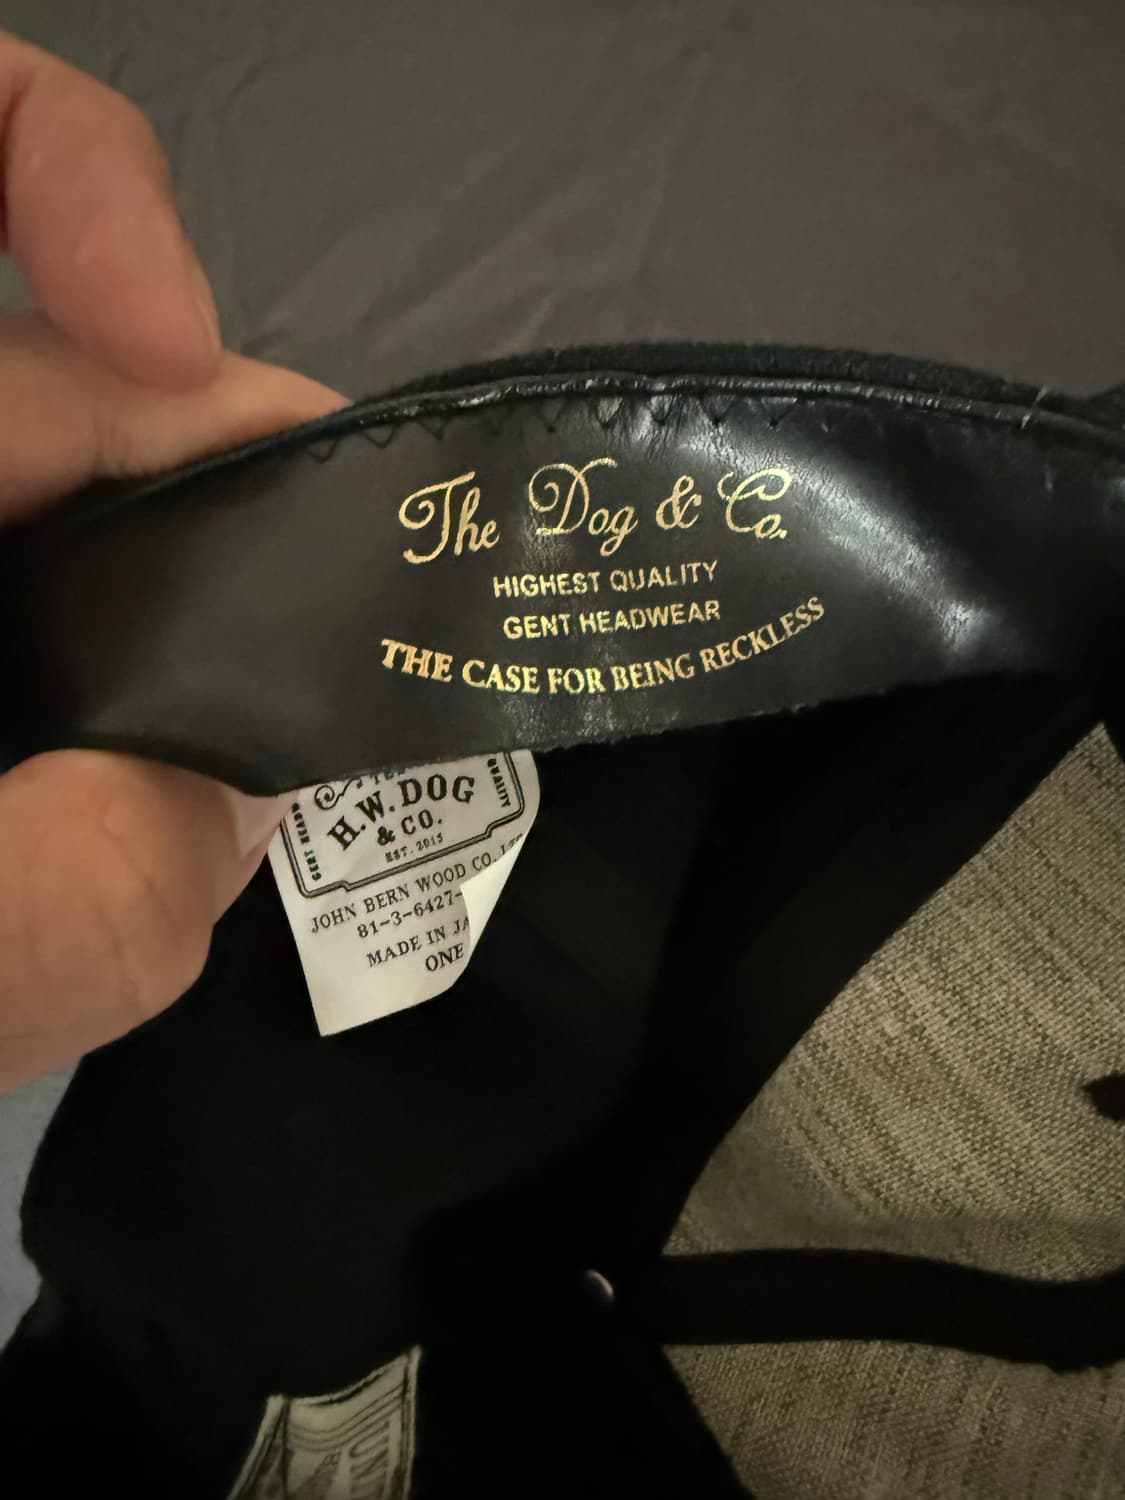 The Dog & Co.
HIGHEST QUALITY
GENT HEADWEAR
THE CASE FOR BEING RECKLESS
QUALITY
H.W.DOG
& CO.
EST. 2015
JOHN BERN WOOD CO.
81-3-6427-
MADE IN JA
ONE